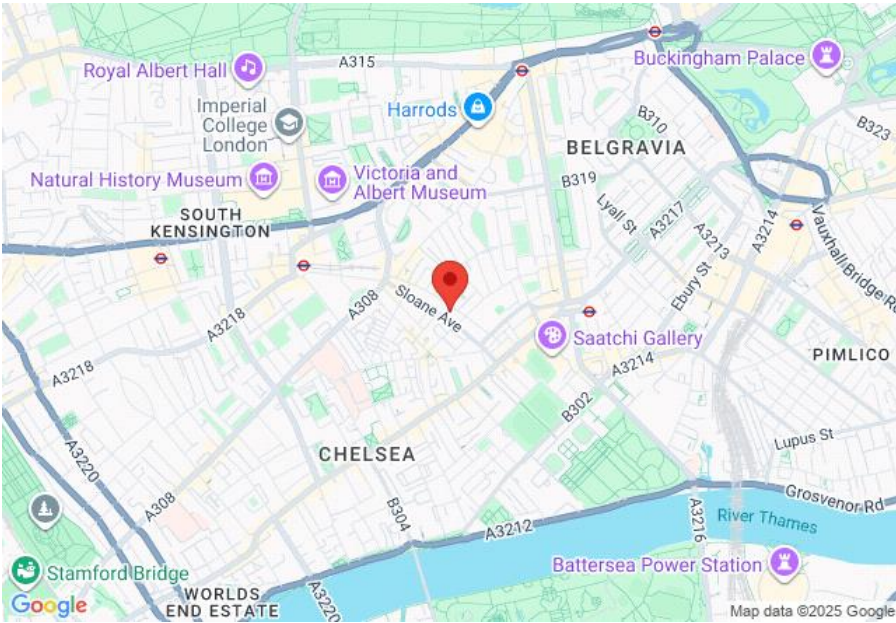 A315
Royal Albert Hall
Buckingham Palace
Harrods
Imperial
College
London
B310
B323
BELGRAVIA
Natural History Museum
Victoria and
Albert Museum
B319
SOUTH
KENSINGTON
Lyall St
A3217
A3213
A3214
Vauxhall Bridge R
Ebury St
Sloane Ave
A308
A3218
Saatchi Gallery
A3214
PIMLICO
A3218
B302
Lupus St
CHELSEA
A3220
A308
B304
A3212
Grosvenor Rd
River Thames
A3216
Battersea Power Station
Stamford Bridge
WORLDS
END ESTATE
A3220
Google
Map data ©2025 Google